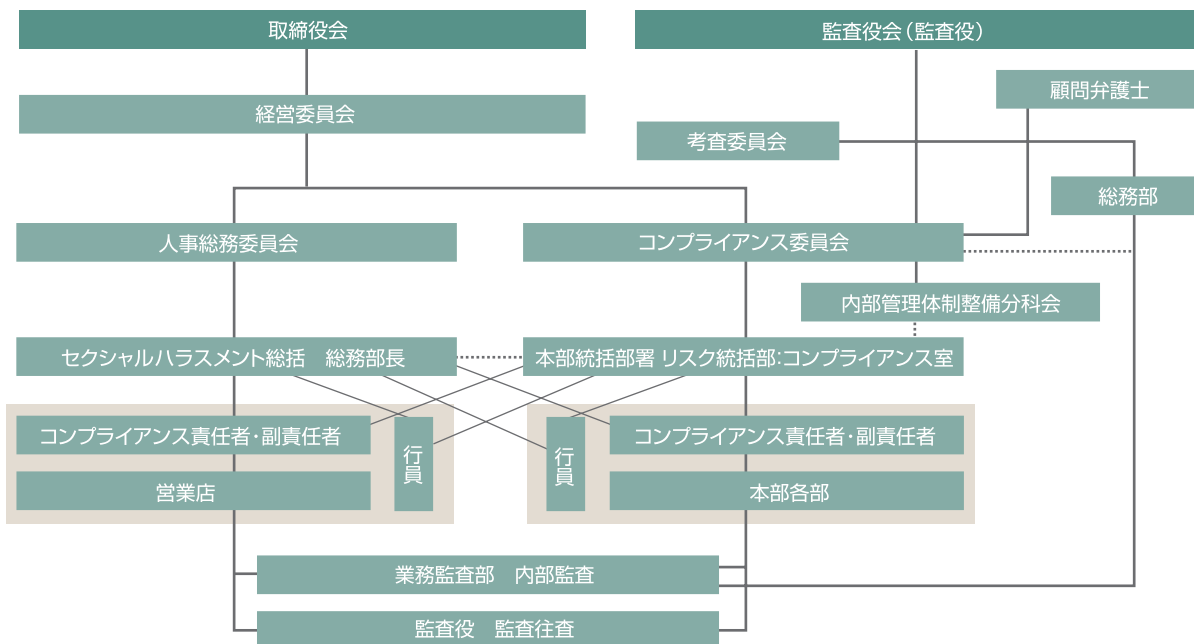 取締役会
監査役会（監査役）
顧問弁護士
経営委員会
考査委員会
総務部
人事総務委員会
コンプライアンス委員会
内部管理体制整備分科会
セクシャルハラスメント総括　総務部長
本部統括部署 リスク統括部：コンプライアンス室
コンプライアンス責任者・副責任者
行員
営業店
行員
コンプライアンス責任者・副責任者
本部各部
業務監査部　内部監査
監査役　監査往査